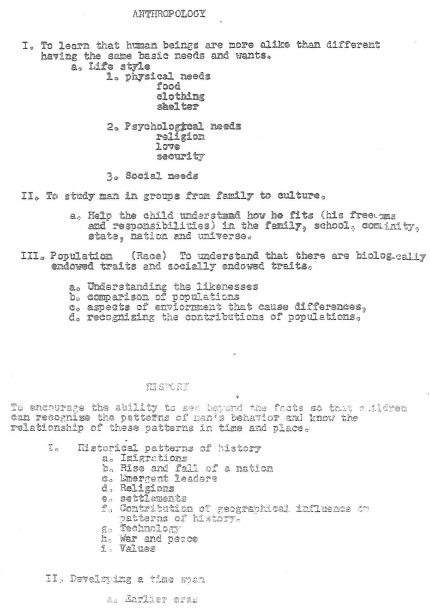 ANTHROPOLOGY
I. To learn that human beings are more alike than different
having the same basic needs and wants.
a. Life style
1. physical needs
food
clothing
shelter
2. Psychological needs
religion
love
security
3. Social needs
II. To study man in groups from family to culture.
a. Help the child understand how he fits (his freedoms
and responsibilities) in the family, school, cominity,
state, nation and universe.
III. Population (Race) To understand that there are biologically
endowed traits and socially endowed traits.
a. Understanding the likenesses
b. comparison of populations
c. aspects of enviorment that cause differences,
d. recognizing the contributions of populations.
HISTORY
To encourage the ability to see beyond the facts so that children
can recognize the patterns of man's behavior and know the
relationship of these patterns in time and place.
I. Historical patterns of history
a. Imigrations
b. Rise and fall of a nation
c. Emergent leaders
d. Religions
e. settlements
f. Contribution of geographical influence on
patterns of history.
g. Technology
h. War and peace
i. Values
II. Developing a time span
a. Earlier eras